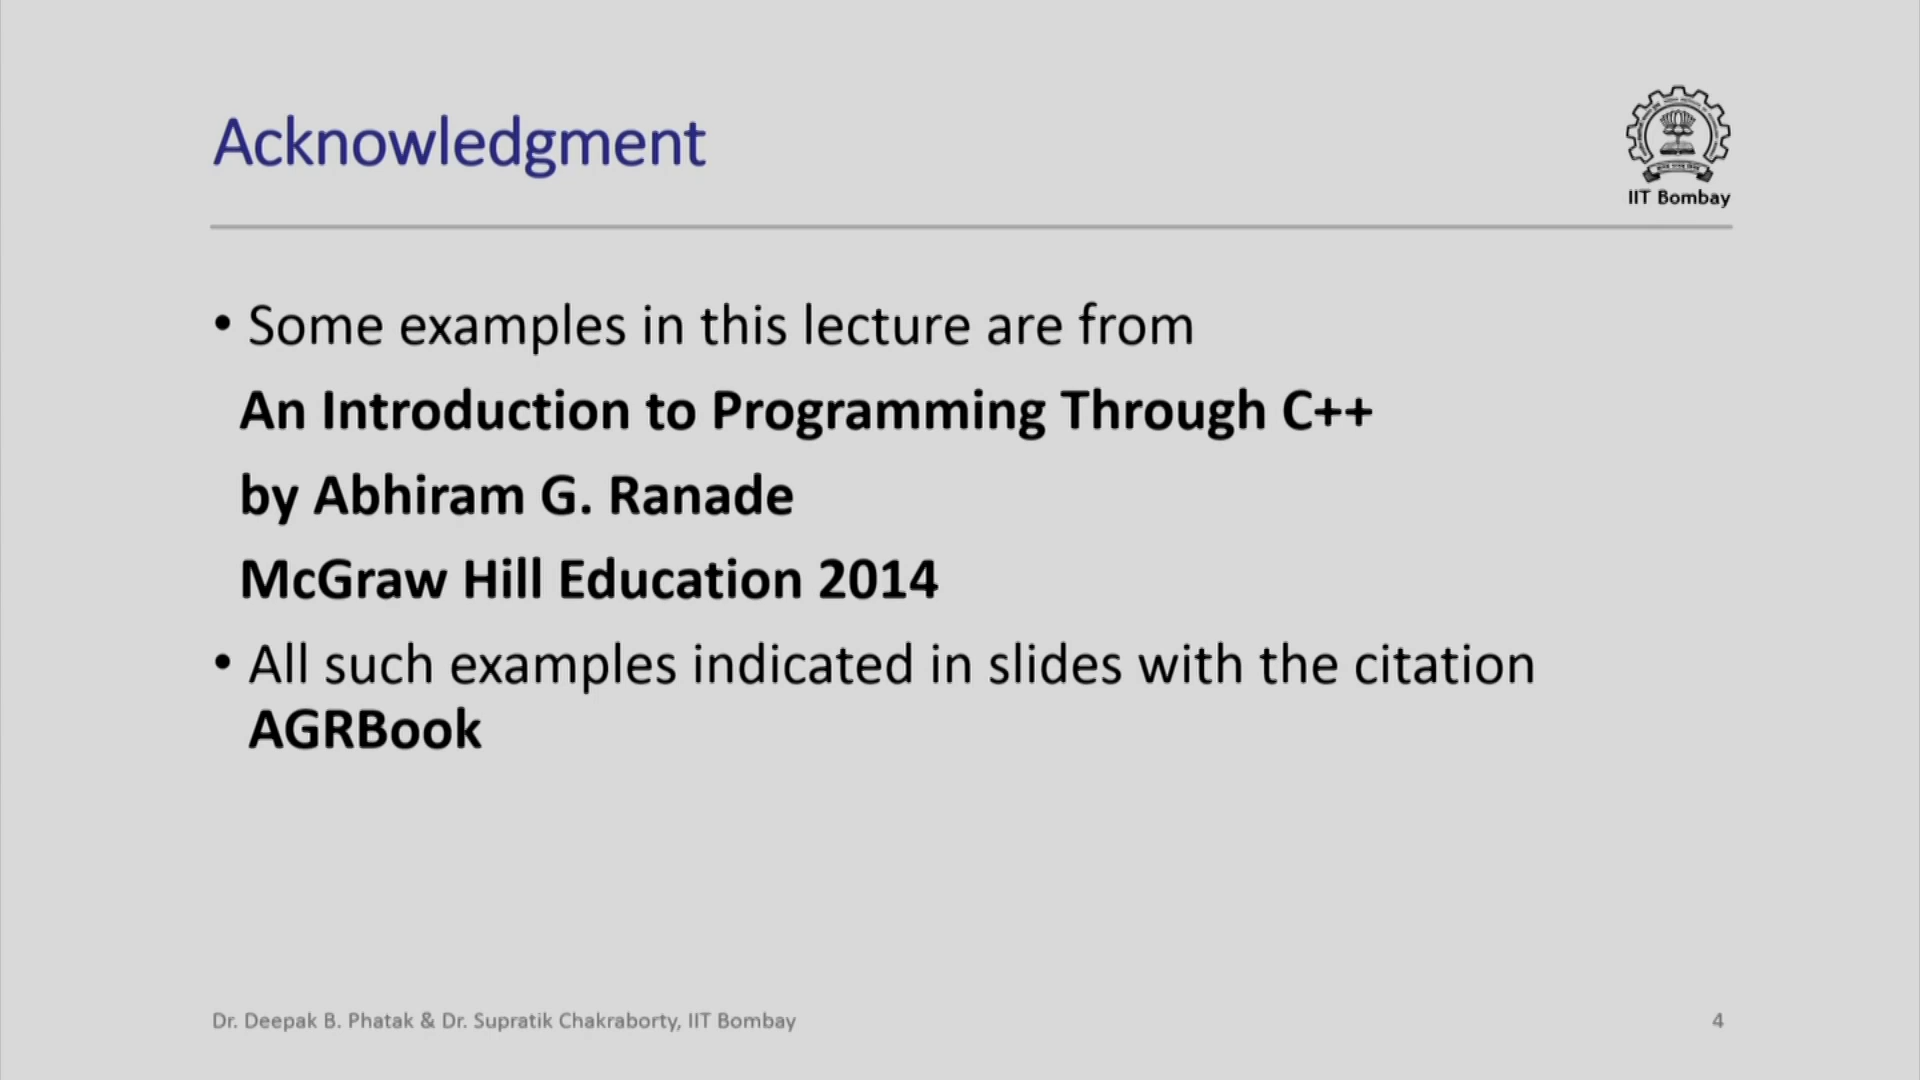 Acknowledgment
IIT Bombay
• Some examples in this lecture are from
An Introduction to Programming Through C++
by Abhiram G. Ranade
McGraw Hill Education 2014
• All such examples indicated in slides with the citation
AGRBook
Dr. Deepak B. Phatak & Dr. Supratik Chakraborty, IIT Bombay
4